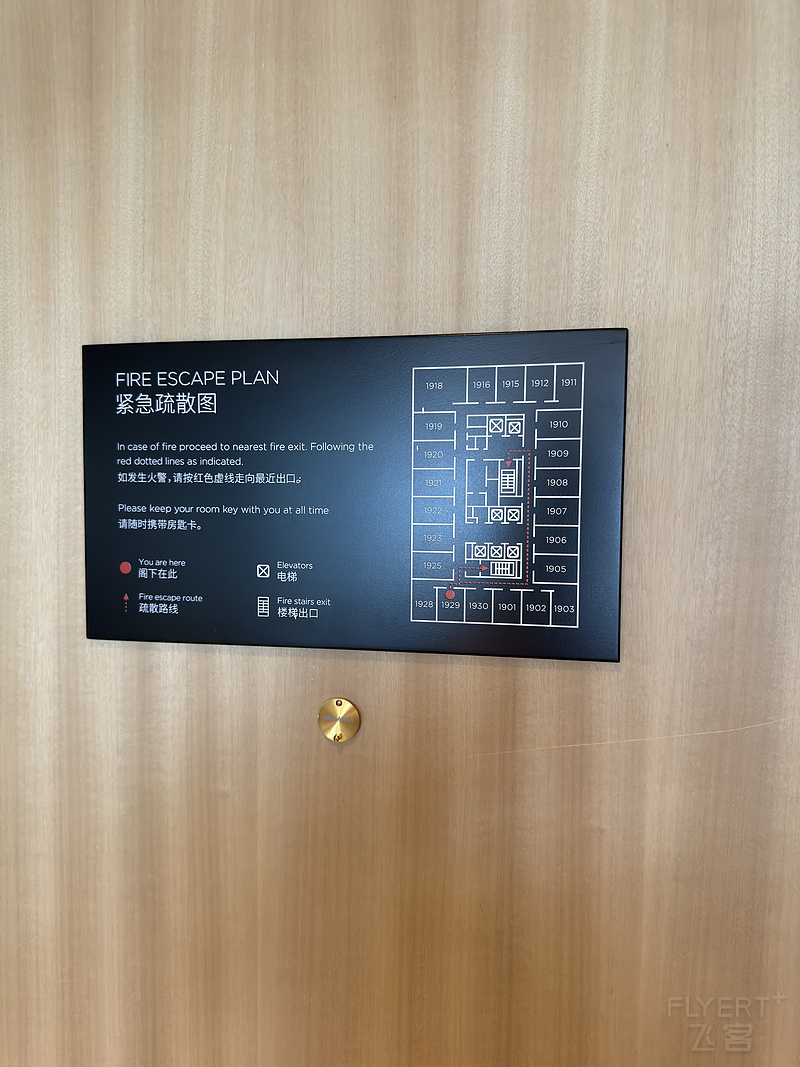 FIRE ESCAPE PLAN
紧急疏散图
In case of fire proceed to nearest fire exit. Following the
red dotted lines as indicated.
如发生火警,请按红色虚线走向最近出口。
Please keep your room key with you at all time.
请随时携带房匙卡。
You are here
阁下在此
Elevators
电梯
Fire escape route
疏散路线
Fire stairs exit
楼梯出口
1918 1916 1915 1912 1911
1919 1910
1920 1909
1921 1908
1922 1907
1923 1906
1925 1905
1928 1929 1930 1901 1902 1903
FLYERT+
飞客